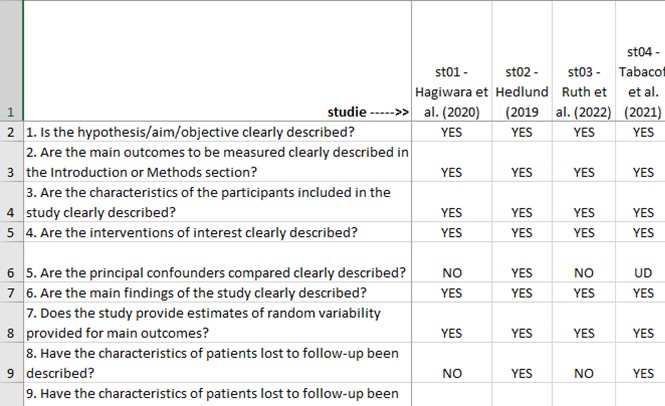 st04 -
st01 - st02 - st03 - Tabacof
Hagiwara et Hedlund Ruth et et al.
1 studie ----->> al. (2020) (2019 al. (2022) (2021)
2 1. Is the hypothesis/aim/objective clearly described? YES YES YES YES
2. Are the main outcomes to be measured clearly described in
3 the Introduction or Methods section? YES YES YES YES
3. Are the characteristics of the participants included in the
4 study clearly described? YES YES YES YES
5 4. Are the interventions of interest clearly described? YES YES YES YES
6 5. Are the principal confounders compared clearly described? NO YES NO UD
7 6. Are the main findings of the study clearly described? YES YES YES YES
7. Does the study provide estimates of random variability
8 provided for main outcomes? YES YES YES YES
8. Have the characteristics of patients lost to follow-up been
9 described? NO YES NO YES
9. Have the characteristics of patients lost to follow-up been